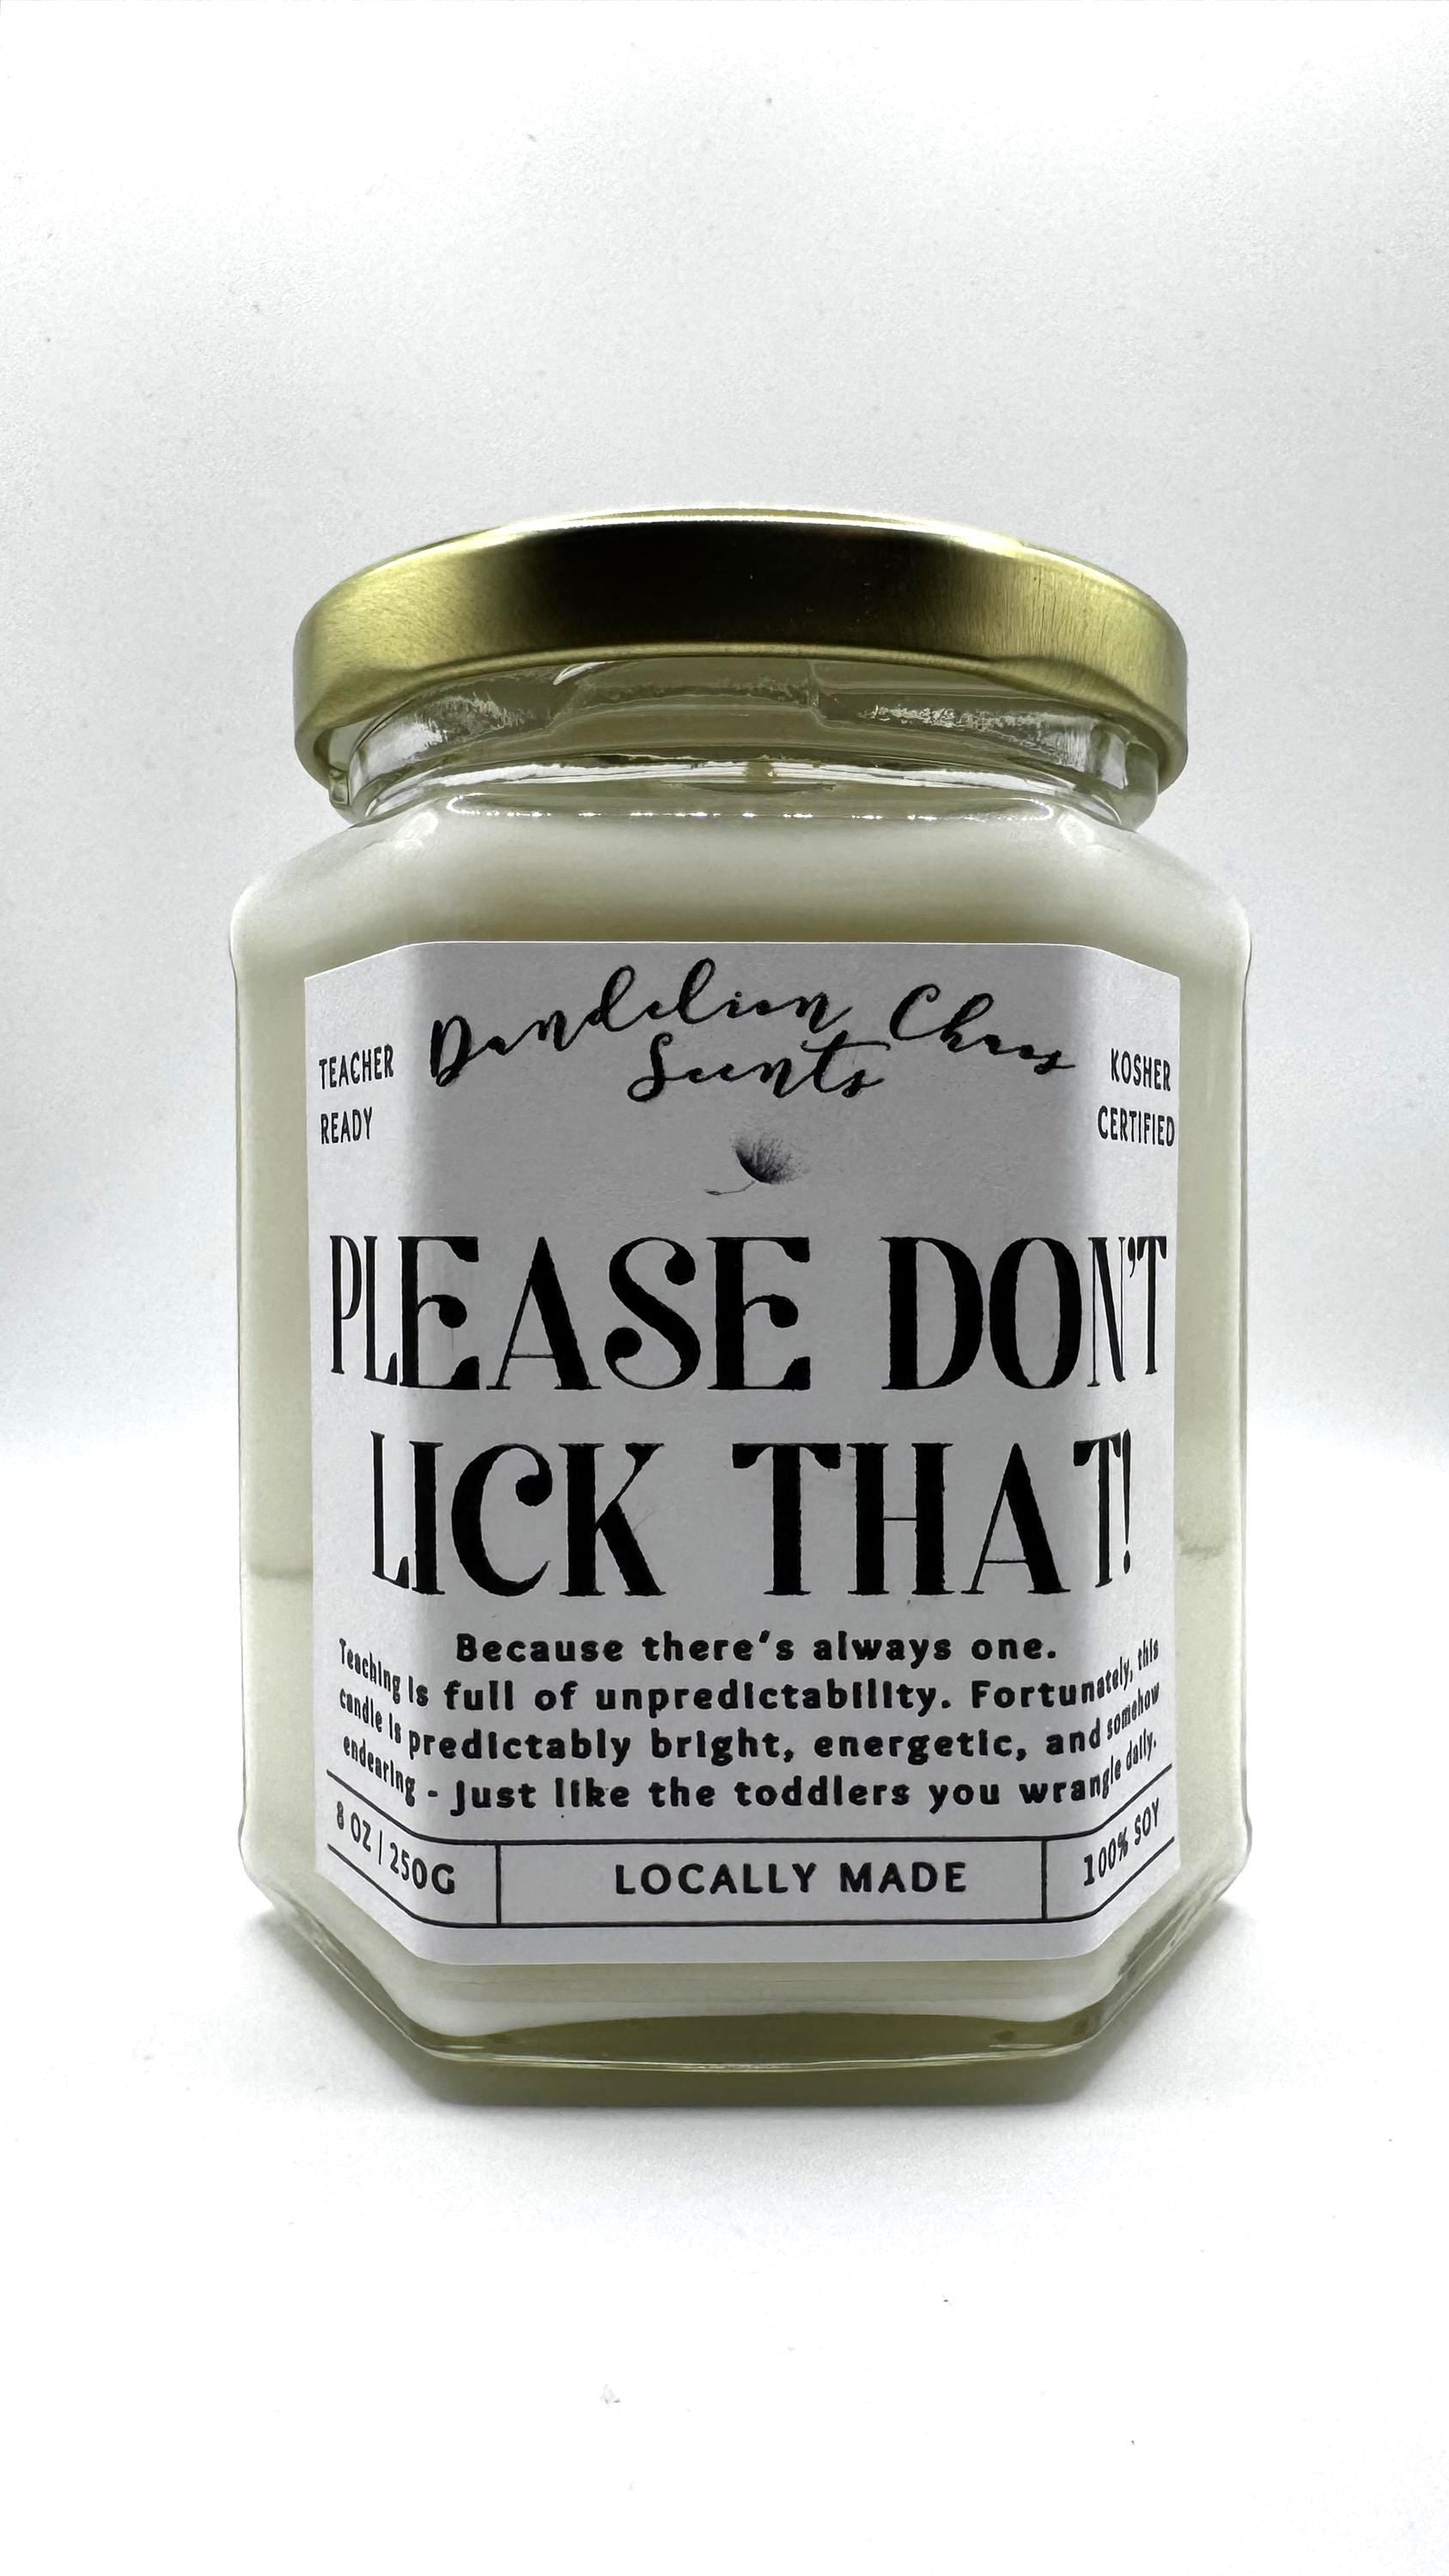 Dandelion Chaos
Scents
TEACHER
READY
KOSHER
CERTIFIED
PLEASE DON'T
LICK THAT!
Because there's always one.
Teaching is full of unpredictability. Fortunately, this
candle is predictably bright, energetic, and somehow
endearing - just like the toddlers you wrangle daily.
8 OZ | 250G
LOCALLY MADE
100% SOY